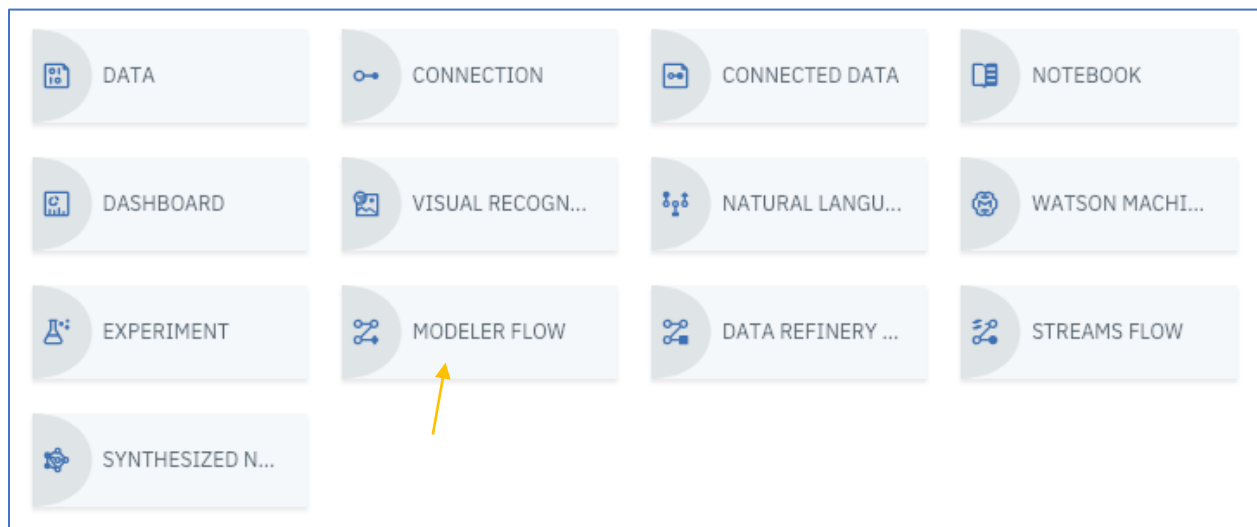 DATA
CONNECTION
CONNECTED DATA
NOTEBOOK
DASHBOARD
VISUAL RECOGN...
NATURAL LANGU...
WATSON MACHI...
EXPERIMENT
MODELER FLOW
DATA REFINERY ...
STREAMS FLOW
SYNTHESIZED N...